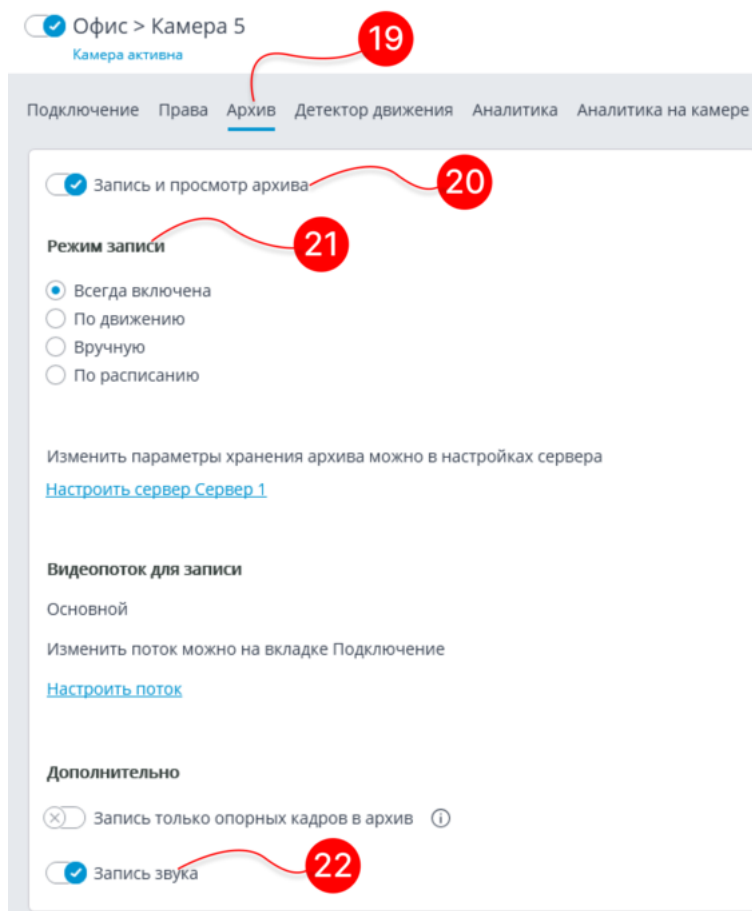 Офис > Камера 5
Камера активна
19
Подключение Права Архив Детектор движения Аналитика Аналитика на камере
Запись и просмотр архива
20
Режим записи
21
Всегда включена
По движению
Вручную
По расписанию
Изменить параметры хранения архива можно в настройках сервера
Настроить сервер Сервер 1
Видеопоток для записи
Основной
Изменить поток можно на вкладке Подключение
Настроить поток
Дополнительно
Запись только опорных кадров в архив
Запись звука
22